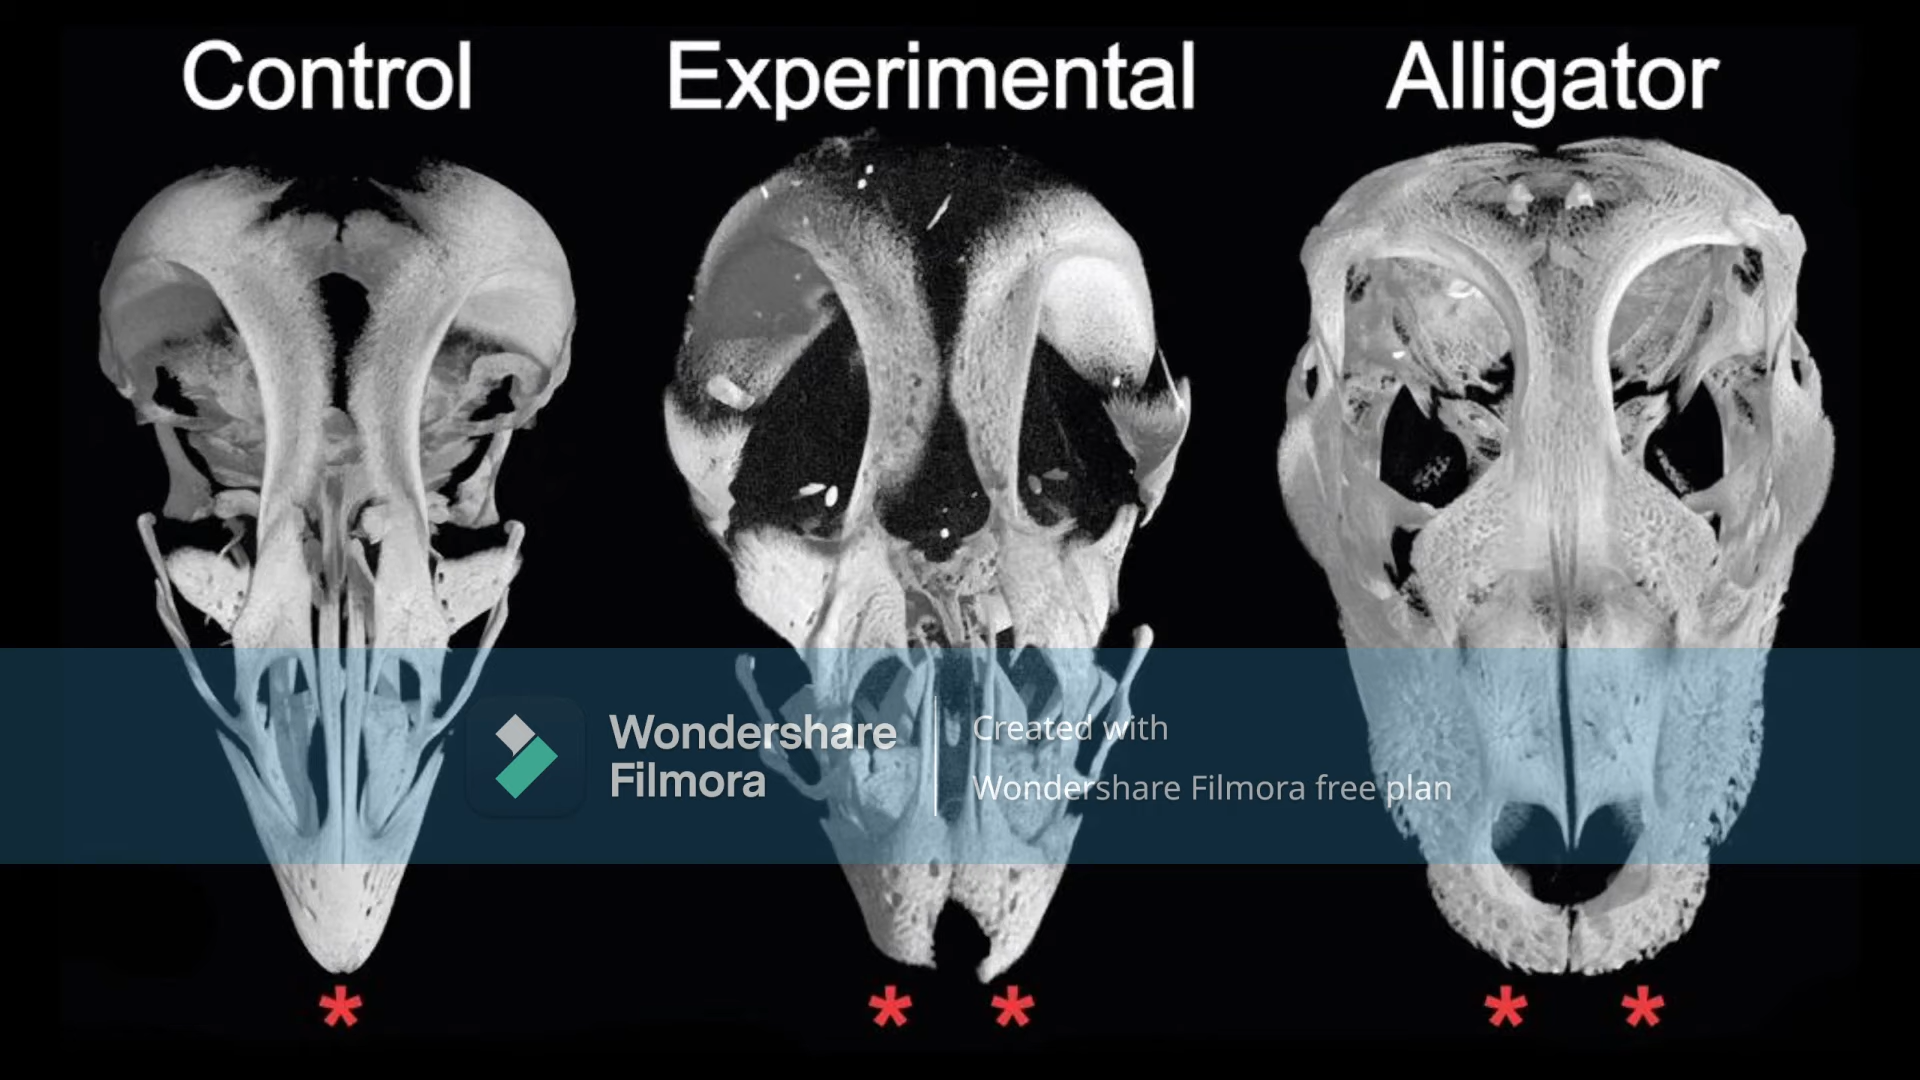 Control Experimental Alligator
Wondershare
Filmora
Created with
Wondershare Filmora free plan
* * * * *